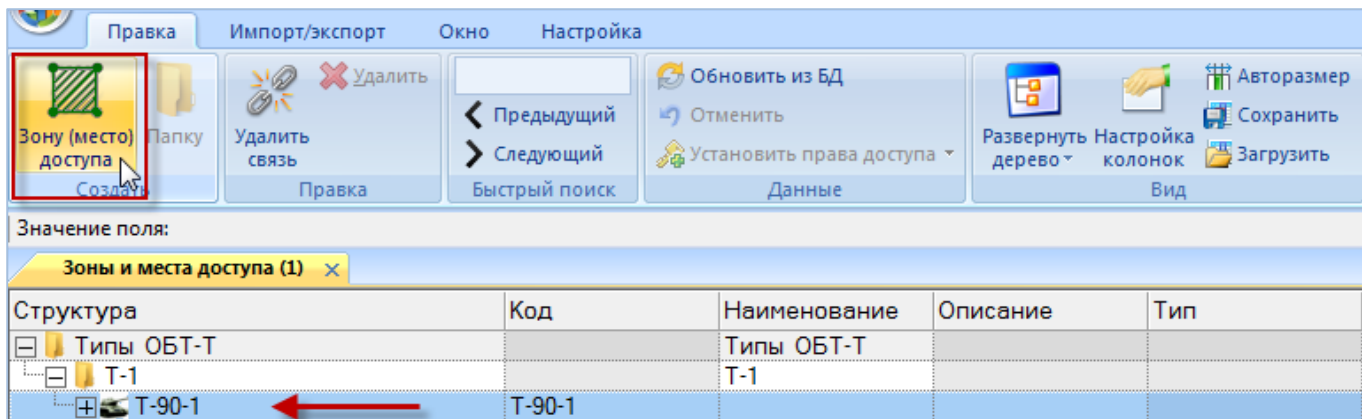 Правка Импорт/экспорт Окно Настройка
Зону (место) доступа
Папку
Создать
Удалить связь
Удалить
Правка
Предыдущий
Следующий
Быстрый поиск
Обновить из БД
Отменить
Установить права доступа
Данные
Развернуть дерево
Настройка колонок
Авторазмер
Сохранить
Загрузить
Вид
Значение поля:
Зоны и места доступа (1)
Структура Код Наименование Описание Тип
Типы ОБТ-Т Типы ОБТ-Т
Т-1 Т-1
Т-90-1 Т-90-1